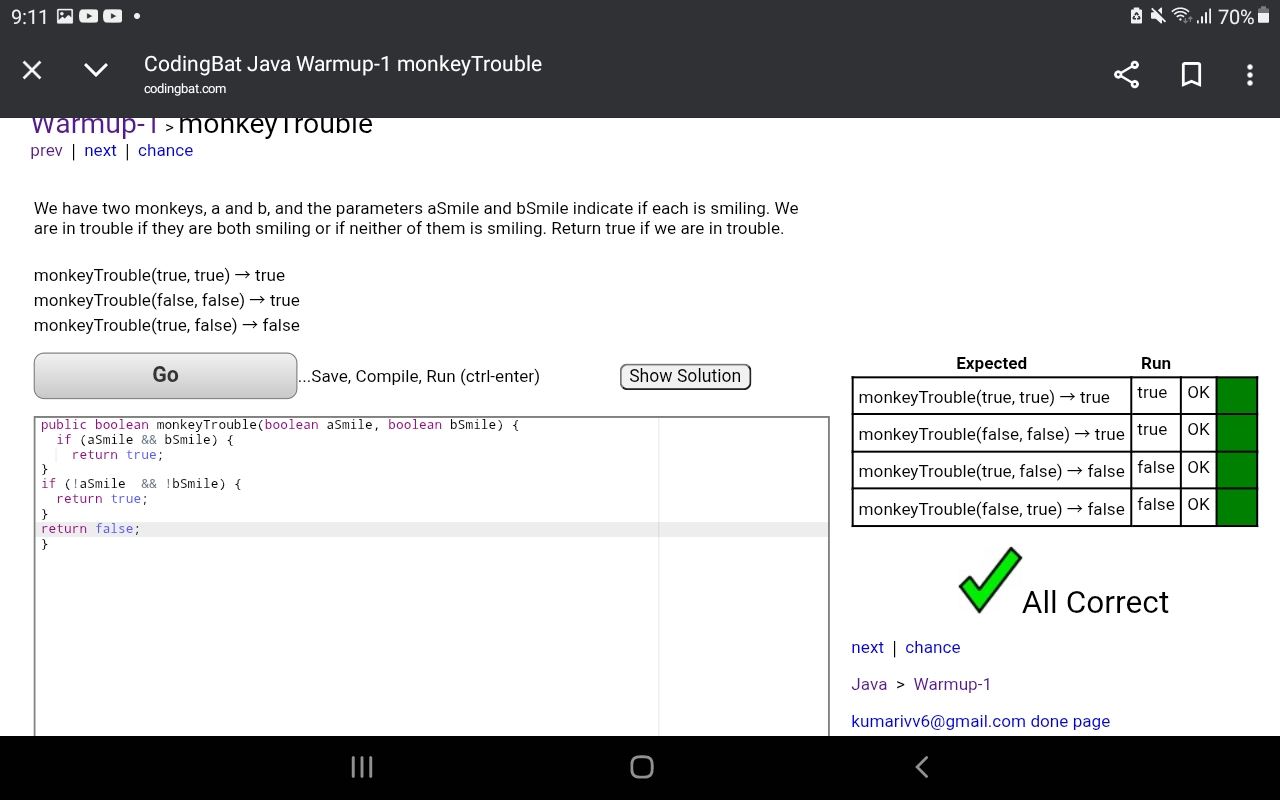 9:11
70%
CodingBat Java Warmup-1 monkeyTrouble
codingbat.com
Warmup-1 > monkeyTrouble
prev | next | chance
We have two monkeys, a and b, and the parameters aSmile and bSmile indicate if each is smiling. We
are in trouble if they are both smiling or if neither of them is smiling. Return true if we are in trouble.
monkeyTrouble(true, true) → true
monkeyTrouble(false, false) → true
monkeyTrouble(true, false) → false
Go
...Save, Compile, Run (ctrl-enter)
Show Solution
public boolean monkeyTrouble(boolean aSmile, boolean bSmile) {
  if (aSmile && bSmile) {
    return true;
}
if (!aSmile  && !bSmile) {
  return true;
}
return false;
}
Expected Run
monkeyTrouble(true, true) → true true OK
monkeyTrouble(false, false) → true true OK
monkeyTrouble(true, false) → false false OK
monkeyTrouble(false, true) → false false OK
All Correct
next | chance
Java > Warmup-1
kumarivv6@gmail.com done page